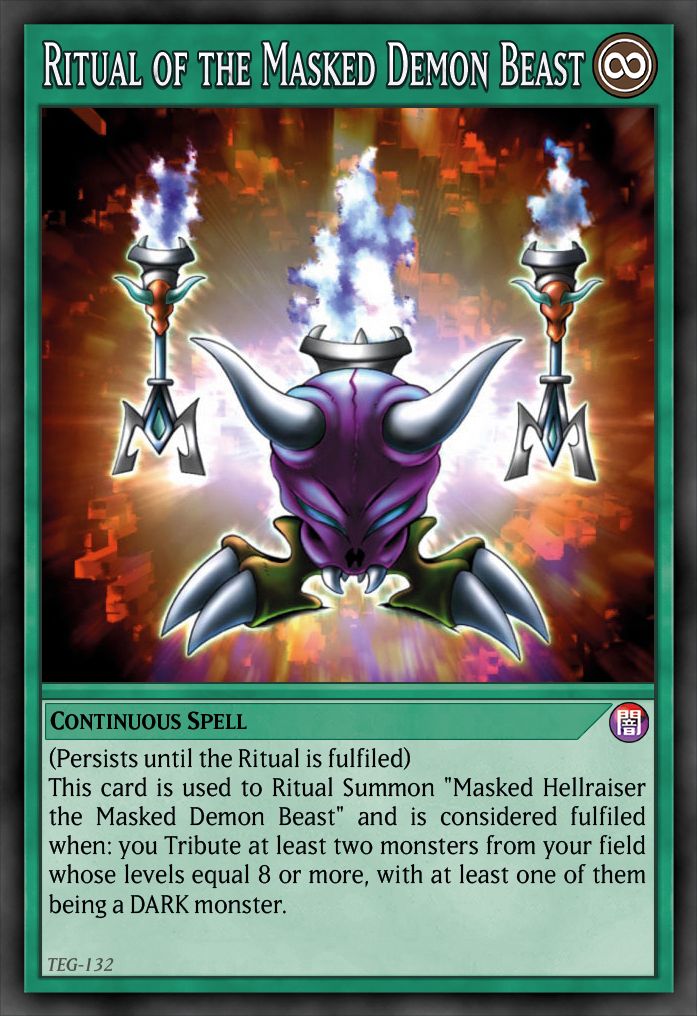 Ritual of the Masked Demon Beast
Continuous Spell
闇
(Persists until the Ritual is fulfiled)
This card is used to Ritual Summon "Masked Hellraiser
the Masked Demon Beast" and is considered fulfiled
when: you Tribute at least two monsters from your field
whose levels equal 8 or more, with at least one of them
being a DARK monster.
TEG-132